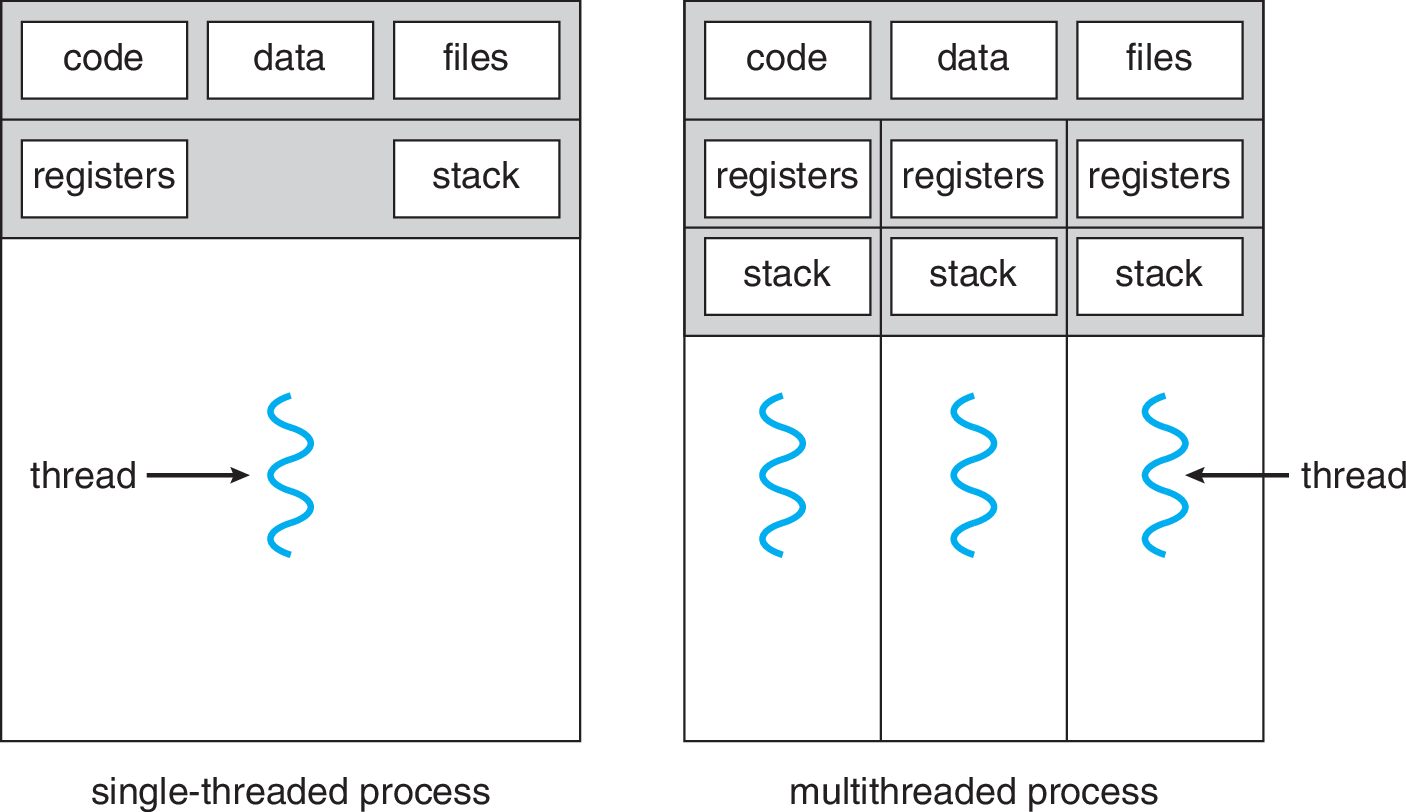 code data files
registers stack
thread
single-threaded process
code data files
registers registers registers
stack stack stack
thread
multithreaded process